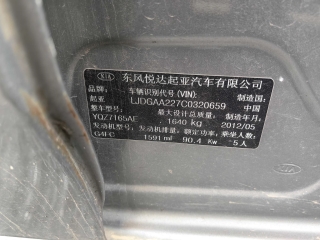 KIA 东风悦达起亚汽车有限公司
品牌: 车辆识别代号(VIN): 制造国:
起亚 LJDGAA227C0320659 中国
整车型号: 最大设计总质量: 制造年月:
YQZ7165AE 1640 kg 2012/05
发动机型号: 发动机排量: 额定功率: 乘坐人数:
G4FC 1591 ml 90.4 Kw 5人